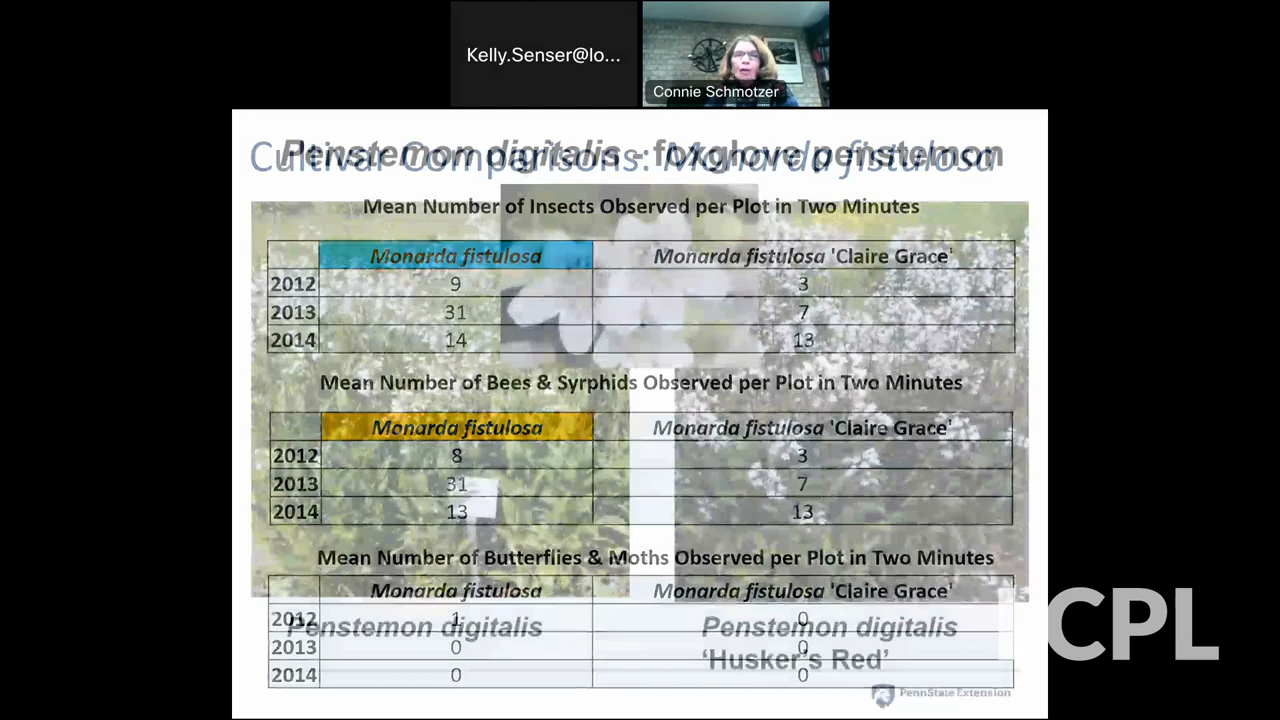 Kelly.Senser@lo...
Connie Schmotzer
Penstemon digitalis - foxglove penstemon
Cultivar Comparisons: Monarda fistulosa
Mean Number of Insects Observed per Plot in Two Minutes
Monarda fistulosa Monarda fistulosa 'Claire Grace'
2012 9 3
2013 31 7
2014 14 13
Mean Number of Bees & Syrphids Observed per Plot in Two Minutes
Monarda fistulosa Monarda fistulosa 'Claire Grace'
2012 8 3
2013 31 7
2014 13 13
Mean Number of Butterflies & Moths Observed per Plot in Two Minutes
Monarda fistulosa Monarda fistulosa 'Claire Grace'
2012 1 0
Penstemon digitalis Penstemon digitalis
2013 0 0
‘Husker's Red’
2014 0 0
PennState Extension
LCPL